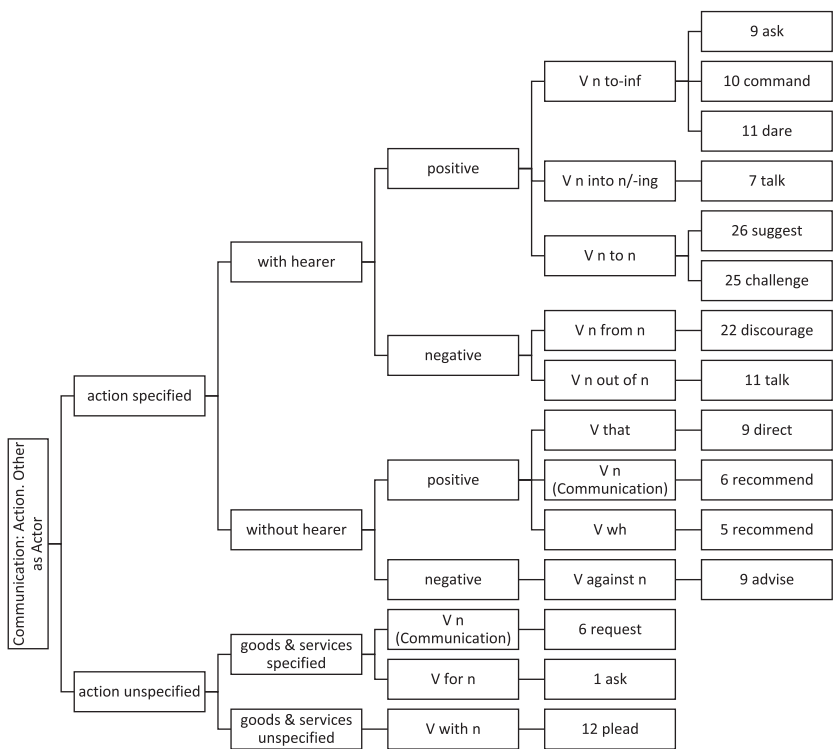 Communication: Action. Other
as Actor
action specified
with hearer
positive
V n to-inf
9 ask
10 command
11 dare
V n into n/-ing
7 talk
V n to n
26 suggest
25 challenge
negative
V n from n
22 discourage
V n out of n
11 talk
without hearer
positive
V that
9 direct
V n
(Communication)
6 recommend
V wh
5 recommend
negative
V against n
9 advise
action unspecified
goods & services
specified
V n
(Communication)
6 request
V for n
1 ask
goods & services
unspecified
V with n
12 plead